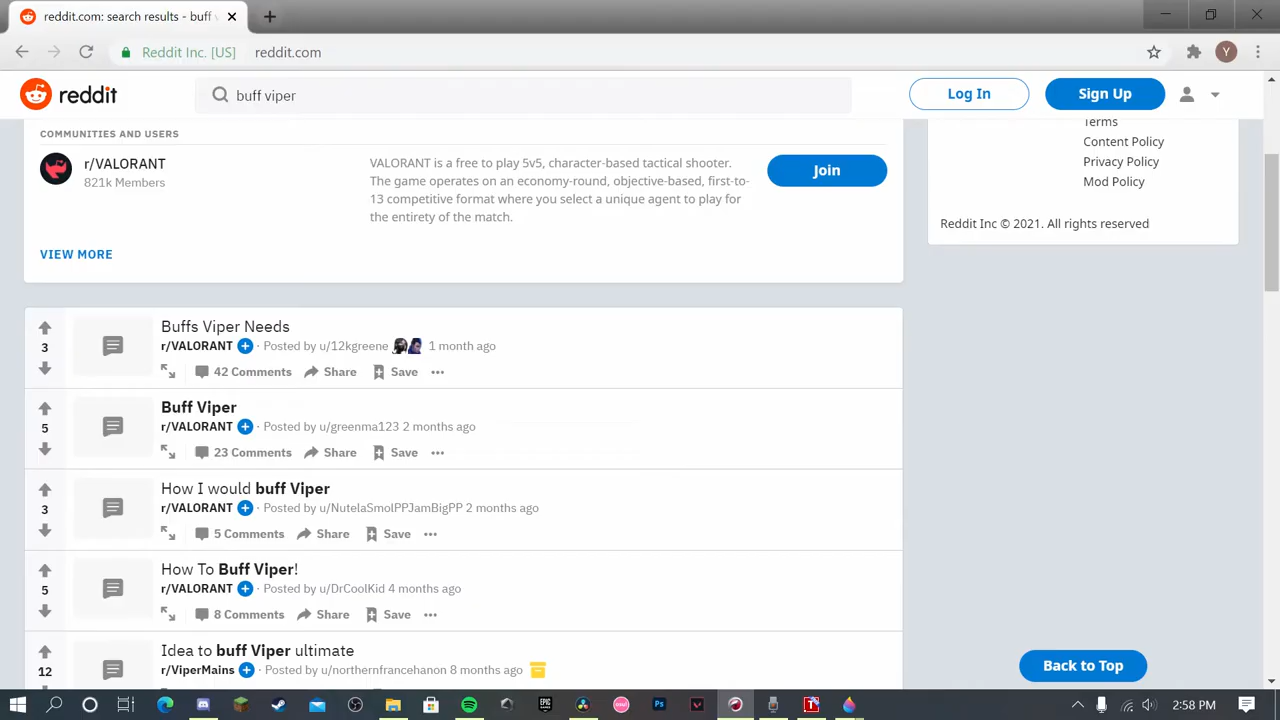 reddit.com: search results - buff v
Reddit Inc. [US] reddit.com
Y
reddit
buff viper
Log In
Sign Up
COMMUNITIES AND USERS
r/VALORANT
821k Members
VALORANT is a free to play 5v5, character-based tactical shooter.
The game operates on an economy-round, objective-based, first-to-
13 competitive format where you select a unique agent to play for
the entirety of the match.
Join
VIEW MORE
Terms
Content Policy
Privacy Policy
Mod Policy
Reddit Inc © 2021. All rights reserved
3
Buffs Viper Needs
r/VALORANT · Posted by u/12kgreene 1 month ago
42 Comments Share Save
5
Buff Viper
r/VALORANT · Posted by u/greenma123 2 months ago
23 Comments Share Save
3
How I would buff Viper
r/VALORANT · Posted by u/NutelaSmolPPJamBigPP 2 months ago
5 Comments Share Save
5
How To Buff Viper!
r/VALORANT · Posted by u/DrCoolKid 4 months ago
8 Comments Share Save
12
Idea to buff Viper ultimate
r/ViperMains · Posted by u/northernfrancehanon 8 months ago
Back to Top
2:58 PM